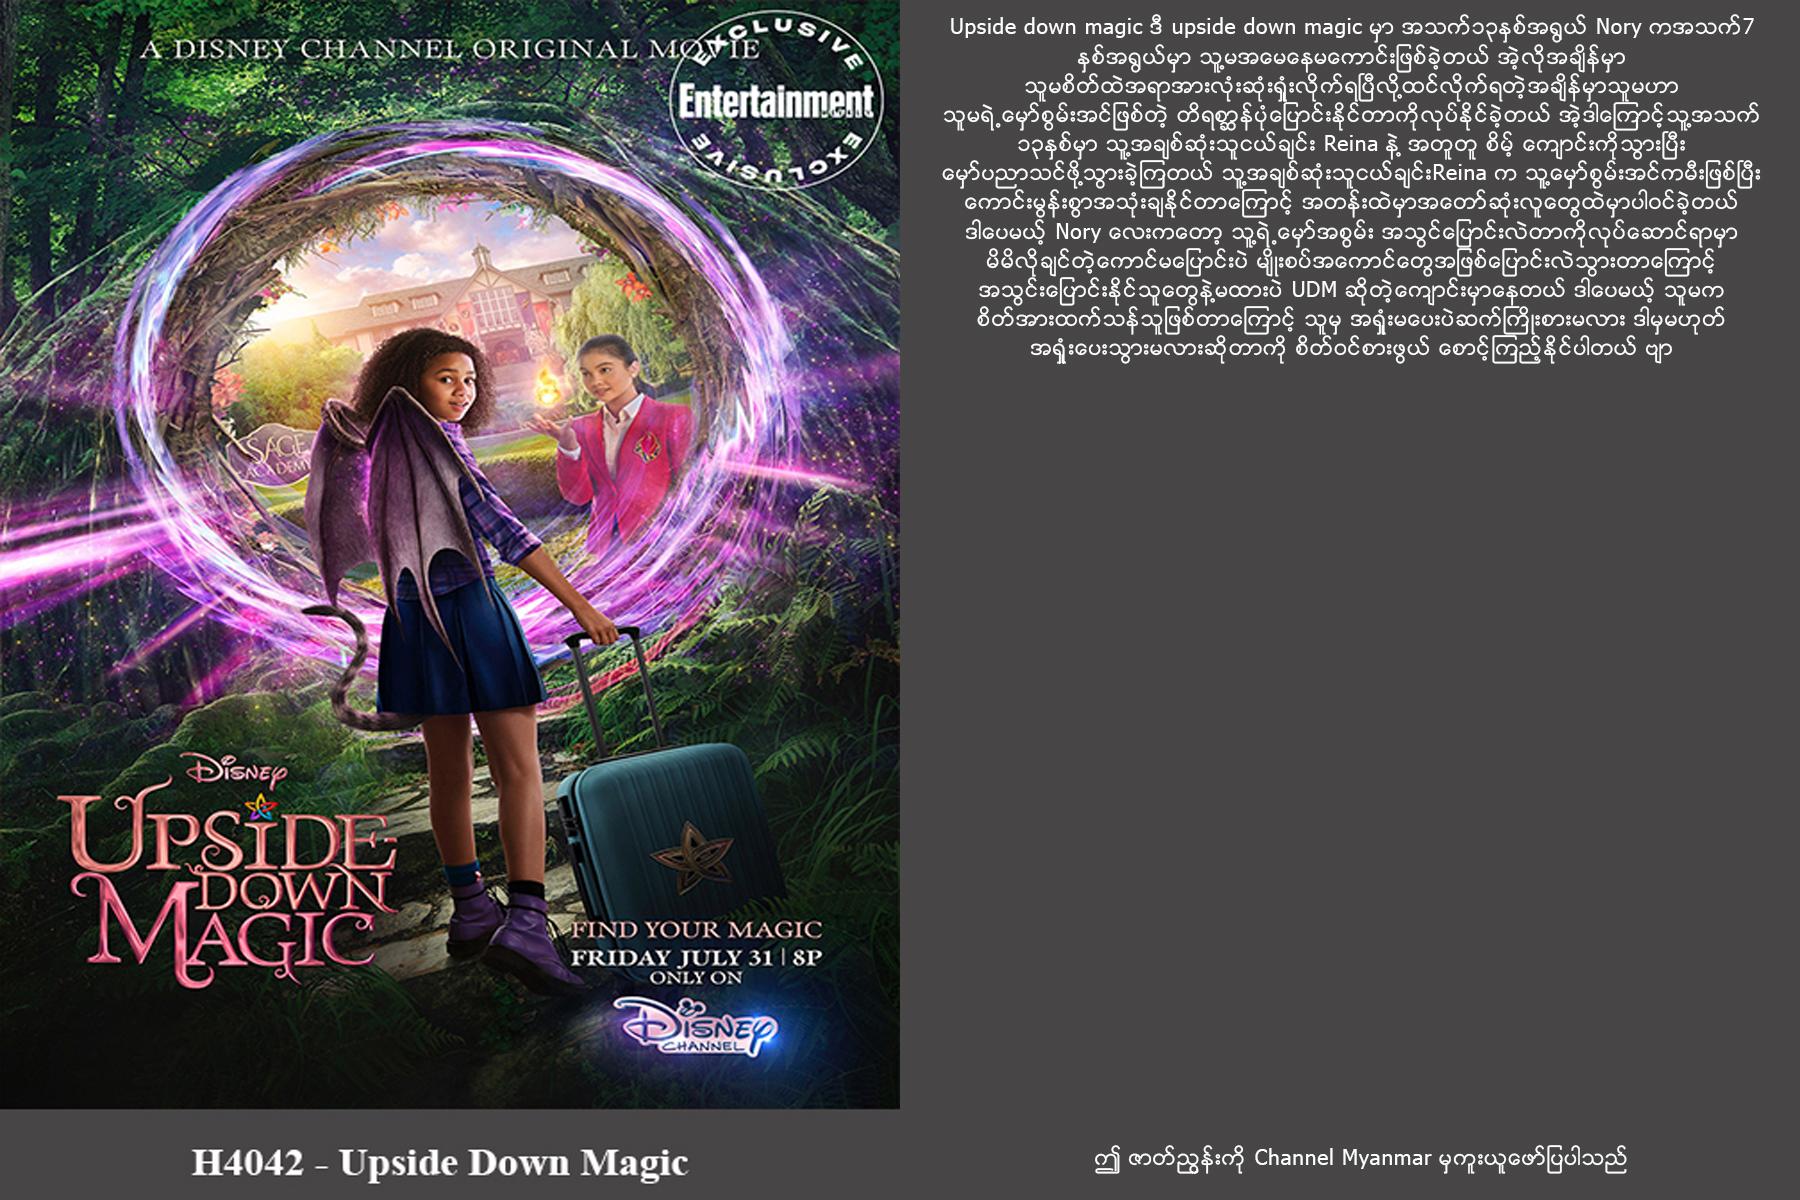 A DISNEY CHANNEL ORIGINAL MOVIE
EXCLUSIVE
Entertainment
EXCLUSIVE
SAGE
ACADEMY
DISNEY
UPSIDE
DOWN
MAGIC
FIND YOUR MAGIC
FRIDAY JULY 31 | 8P
ONLY ON
DISNEY
CHANNEL
H4042 - Upside Down Magic
Upside down magic ဒီ upside down magic မှာ အသက်၁၃နှစ်အရွယ် Nory ကအသက်7
နှစ်အရွယ်မှာ သူ့မအမေနေမကောင်းဖြစ်ခဲ့တယ် အဲ့လိုအချိန်မှာ
သူမစိတ်ထဲအရာအားလုံးဆုံးရှုံးလိုက်ရပြီလို့ထင်လိုက်ရတဲ့အချိန်မှာသူမဟာ
သူမရဲ့မှော်စွမ်းအင်ဖြစ်တဲ့ တိရစ္ဆာန်ပုံပြောင်းနိုင်တာကိုလုပ်နိုင်ခဲ့တယ် အဲ့ဒါကြောင့်သူ့အသက်
၁၃နှစ်မှာ သူ့အချစ်ဆုံးသူငယ်ချင်း Reina နဲ့ အတူတူ စိမ့် ကျောင်းကိုသွားပြီး
မှော်ပညာသင်ဖို့သွားခဲ့ကြတယ် သူ့အချစ်ဆုံးသူငယ်ချင်းReina က သူ့မှော်စွမ်းအင်ကမီးဖြစ်ပြီး
ကောင်းမွန်းစွာအသုံးချနိုင်တာကြောင့် အတန်းထဲမှာအတော်ဆုံးလူတွေထဲမှာပါဝင်ခဲ့တယ်
ဒါပေမယ့် Nory လေးကတော့ သူ့ရဲ့မှော်အစွမ်း အသွင်ပြောင်းလဲတာကိုလုပ်ဆောင်ရာမှာ
မိမိလိုချင်တဲ့ကောင်မပြောင်းပဲ မျိုးစပ်အကောင်တွေအဖြစ်ပြောင်းလဲသွားတာကြောင့်
အသွင်းပြောင်းနိုင်သူတွေနဲ့မထားပဲ UDM ဆိုတဲ့ကျောင်းမှာနေတယ် ဒါပေမယ့် သူမက
စိတ်အားထက်သန်သူဖြစ်တာကြောင့် သူမှ အရှုံးမပေးပဲဆက်ကြိုးစားမလား ဒါမှမဟုတ်
အရှုံးပေးသွားမလားဆိုတာကို စိတ်ဝင်စားဖွယ် စောင့်ကြည့်နိုင်ပါတယ် ဗျာ
ဤ ဇာတ်ညွှန်းကို Channel Myanmar မှကူးယူဖော်ပြပါသည်